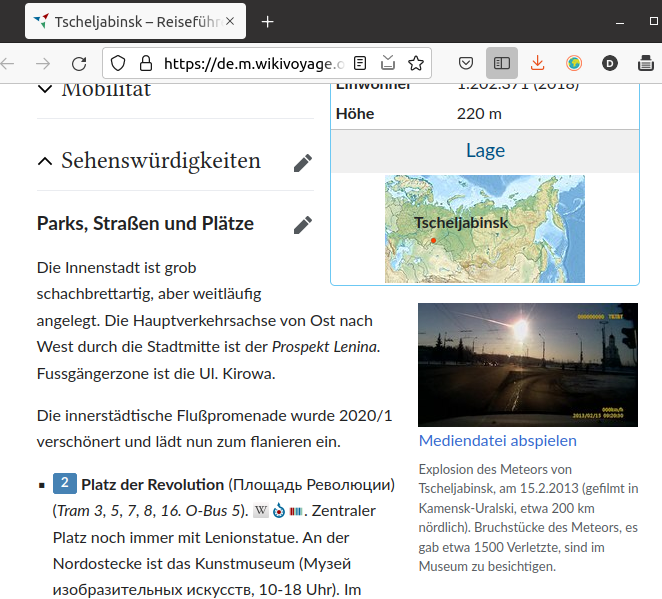 Tscheljabinsk – Reiseführ
https://de.m.wikivoyage.o
Mobilität
Einwohner 1.202.371 (2018)
Höhe 220 m
Lage
Tscheljabinsk
Sehenswürdigkeiten
Parks, Straßen und Plätze
Die Innenstadt ist grob
schachbrettartig, aber weitläufig
angelegt. Die Hauptverkehrsachse von Ost nach
West durch die Stadtmitte ist der Prospekt Lenina.
Fussgängerzone ist die Ul. Kirowa.
Die innerstädtische Flußpromenade wurde 2020/1
verschönert und lädt nun zum flanieren ein.
2 Platz der Revolution (Площадь Революции)
(Tram 3, 5, 7, 8, 16. O-Bus 5). W . Zentraler
Platz noch immer mit Lenionstatue. An der
Nordostecke ist das Kunstmuseum (Музей
изобразительных искусств, 10-18 Uhr). Im
Mediendatei abspielen
Explosion des Meteors von
Tscheljabinsk, am 15.2.2013 (gefilmt in
Kamensk-Uralski, etwa 200 km
nördlich). Bruchstücke des Meteors, es
gab etwa 1500 Verletzte, sind im
Museum zu besichtigen.